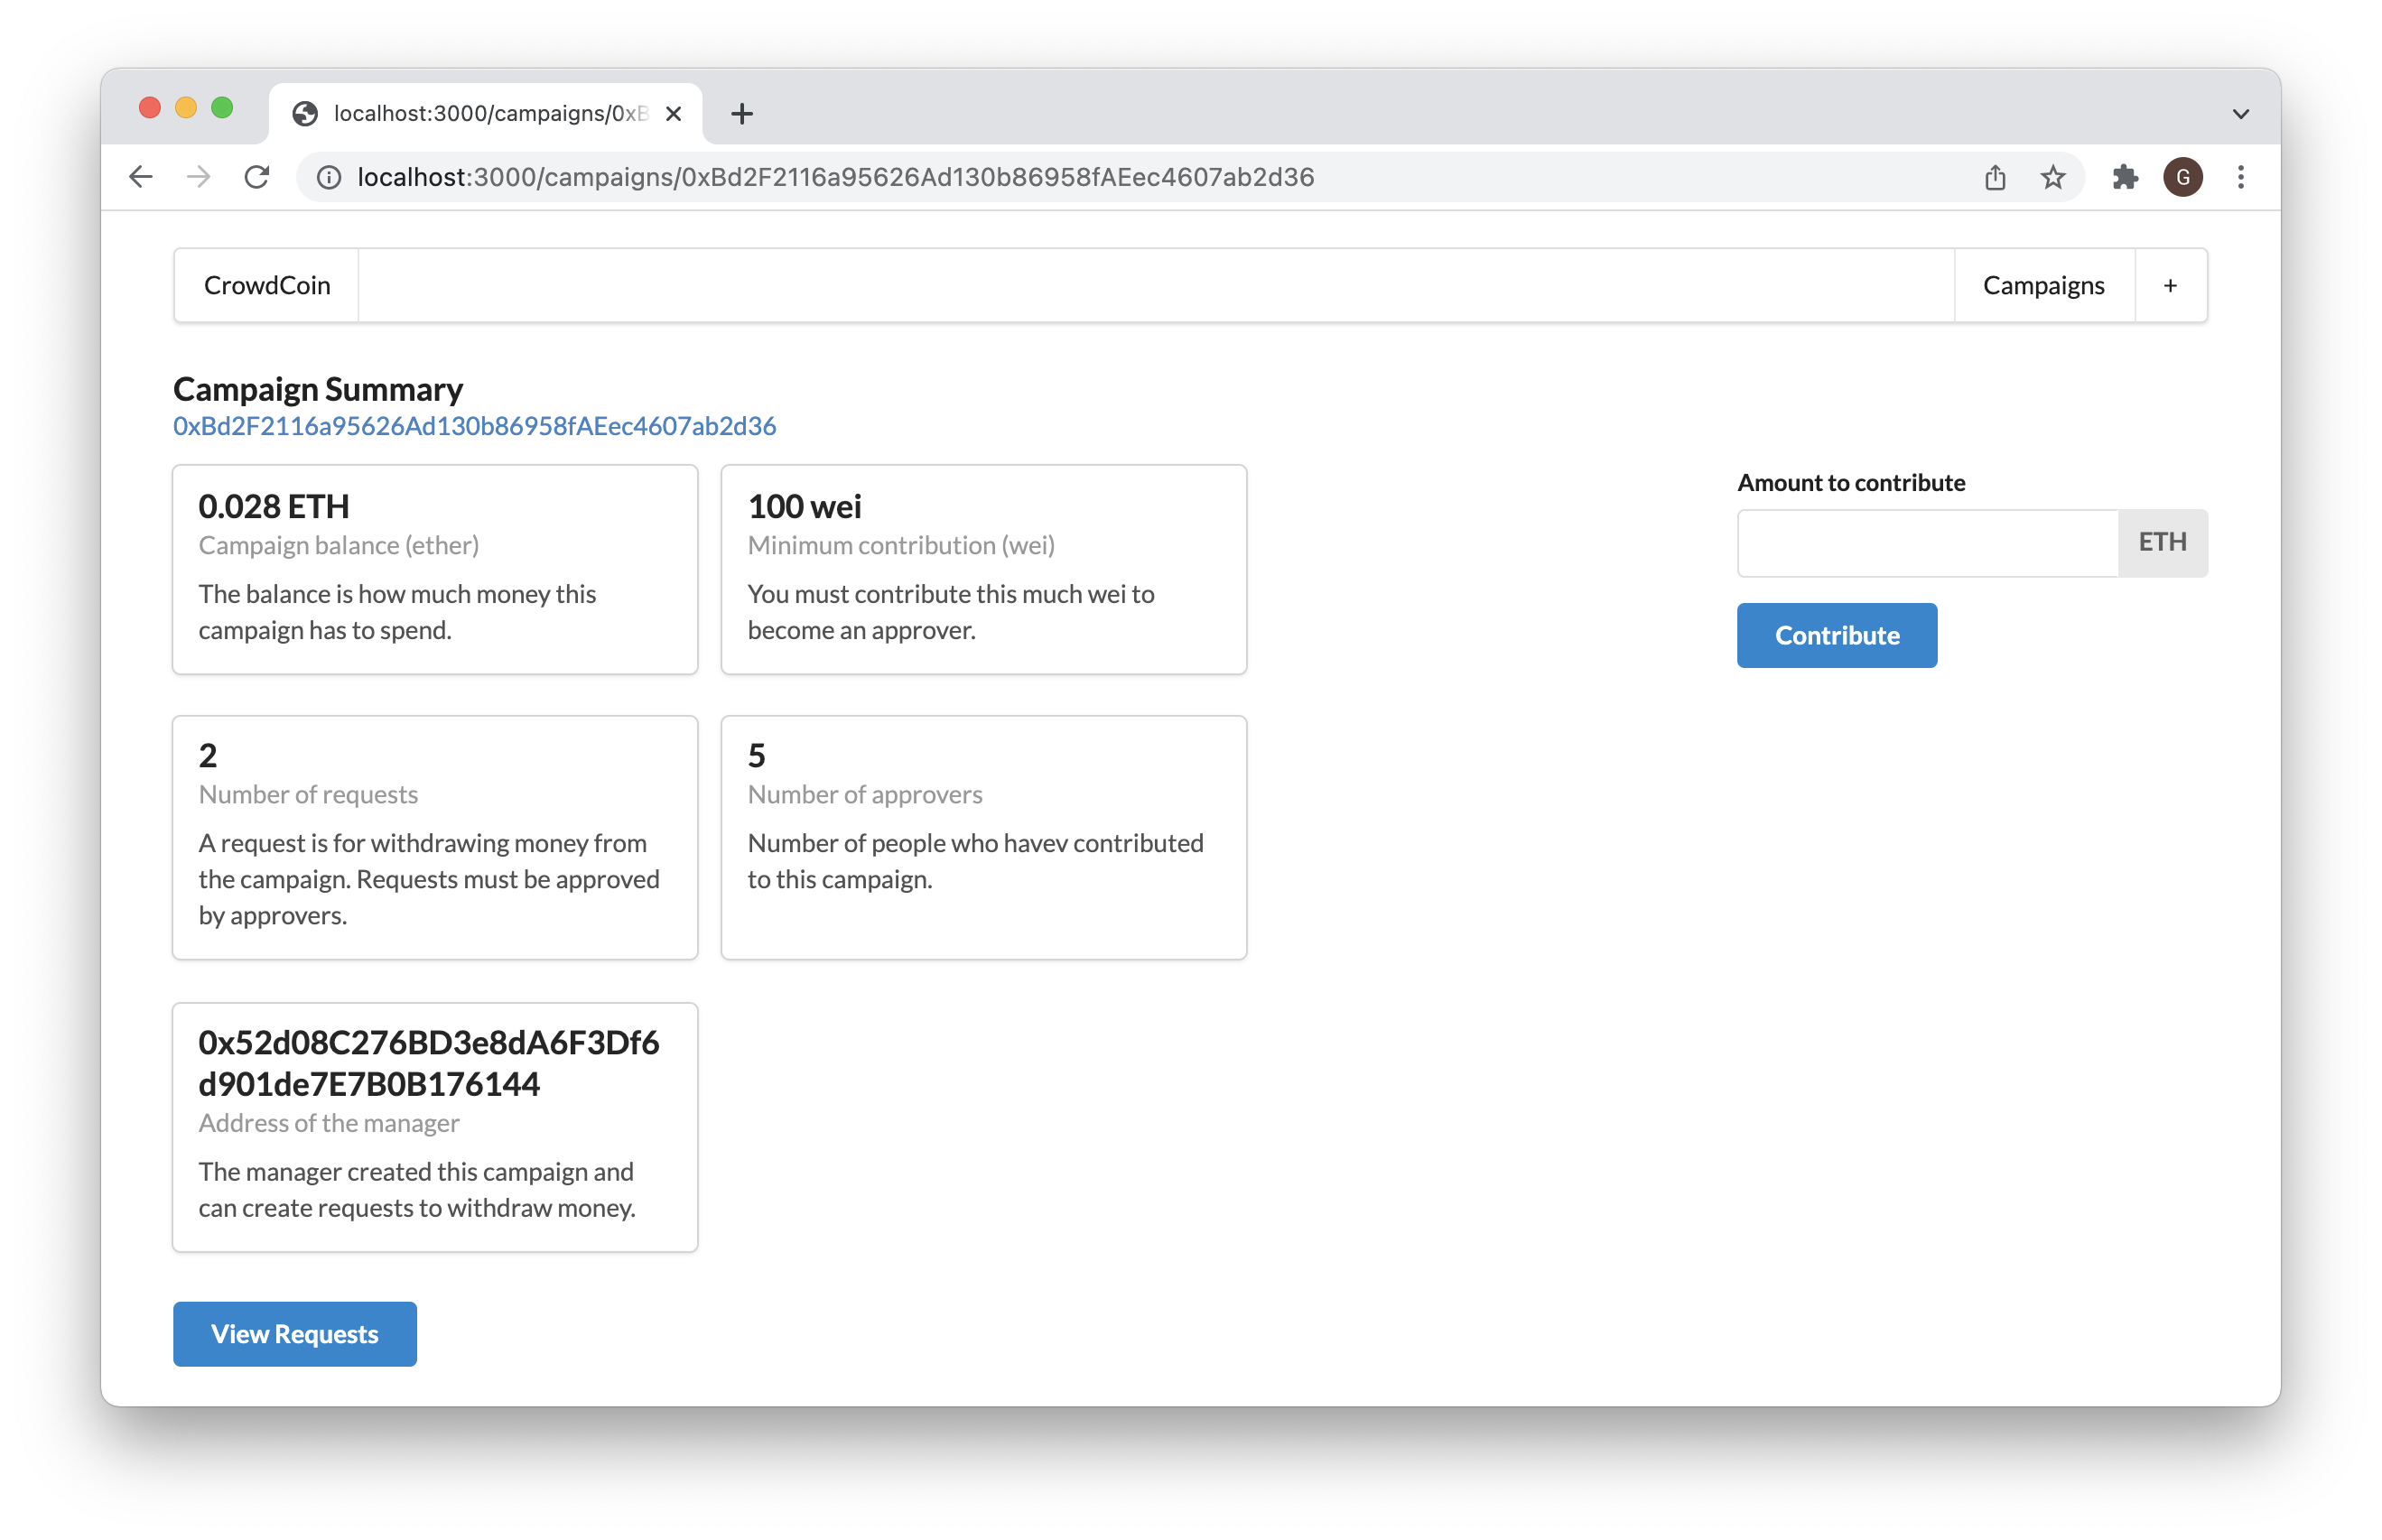 localhost:3000/campaigns/0xB
localhost:3000/campaigns/0xBd2F2116a95626Ad130b86958fAEec4607ab2d36
G
CrowdCoin
Campaigns
+
Campaign Summary
0xBd2F2116a95626Ad130b86958fAEec4607ab2d36
0.028 ETH
Campaign balance (ether)
The balance is how much money this
campaign has to spend.
100 wei
Minimum contribution (wei)
You must contribute this much wei to
become an approver.
Amount to contribute
ETH
Contribute
2
Number of requests
A request is for withdrawing money from
the campaign. Requests must be approved
by approvers.
5
Number of approvers
Number of people who havev contributed
to this campaign.
0x52d08C276BD3e8dA6F3Df6
d901de7E7B0B176144
Address of the manager
The manager created this campaign and
can create requests to withdraw money.
View Requests